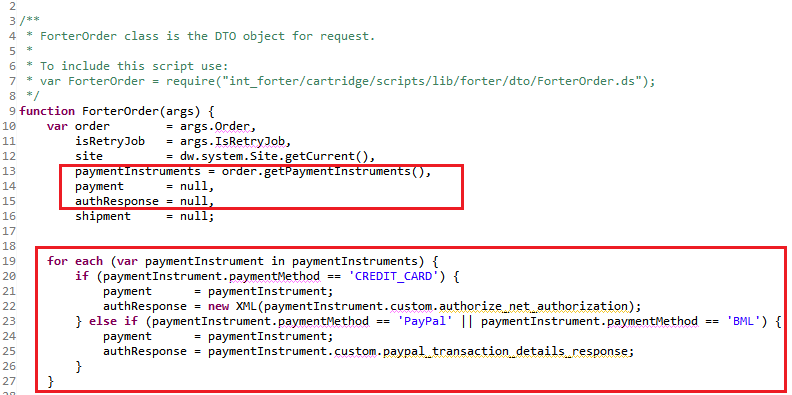 2
3 /**
4  * ForterOrder class is the DTO object for request.
5  *
6  * To include this script use:
7  * var ForterOrder = require("int_forter/cartridge/scripts/lib/forter/dto/ForterOrder.ds");
8  */
9 function ForterOrder(args) {
10     var order        = args.Order,
11         isRetryJob   = args.IsRetryJob,
12         site         = dw.system.Site.getCurrent(),
13         paymentInstruments = order.getPaymentInstruments(),
14         payment      = null,
15         authResponse = null,
16         shipment     = null;
17
18
19     for each (var paymentInstrument in paymentInstruments) {
20         if (paymentInstrument.paymentMethod == 'CREDIT_CARD') {
21             payment      = paymentInstrument;
22             authResponse = new XML(paymentInstrument.custom.authorize_net_authorization);
23         } else if (paymentInstrument.paymentMethod == 'PayPal' || paymentInstrument.paymentMethod == 'BML') {
24             payment      = paymentInstrument;
25             authResponse = paymentInstrument.custom.paypal_transaction_details_response;
26         }
27     }
28